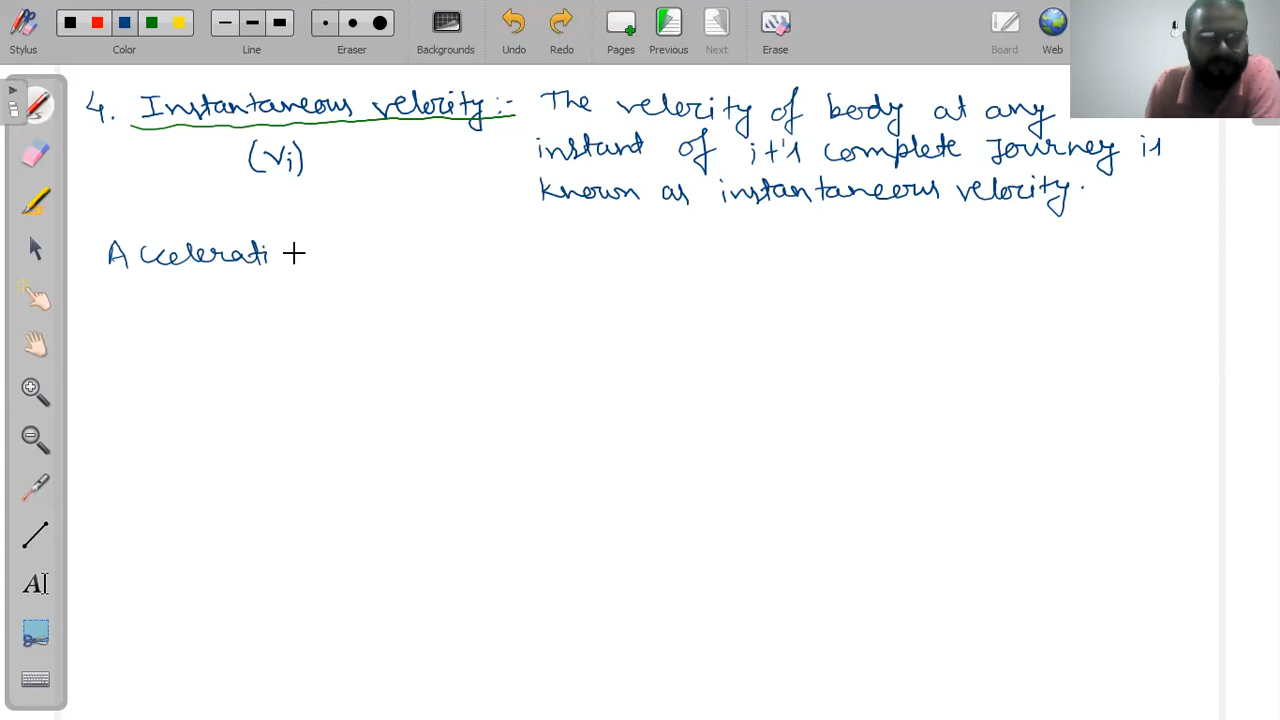 Stylus
Color
Line
Eraser
Backgrounds
Undo
Redo
Pages
Previous
Next
Erase
Board
Web
4. Instantaneous velocity :- The velocity of body at any
(Vi) instant of it's complete Journey is
known as instantaneous velocity.
Accelerati
A